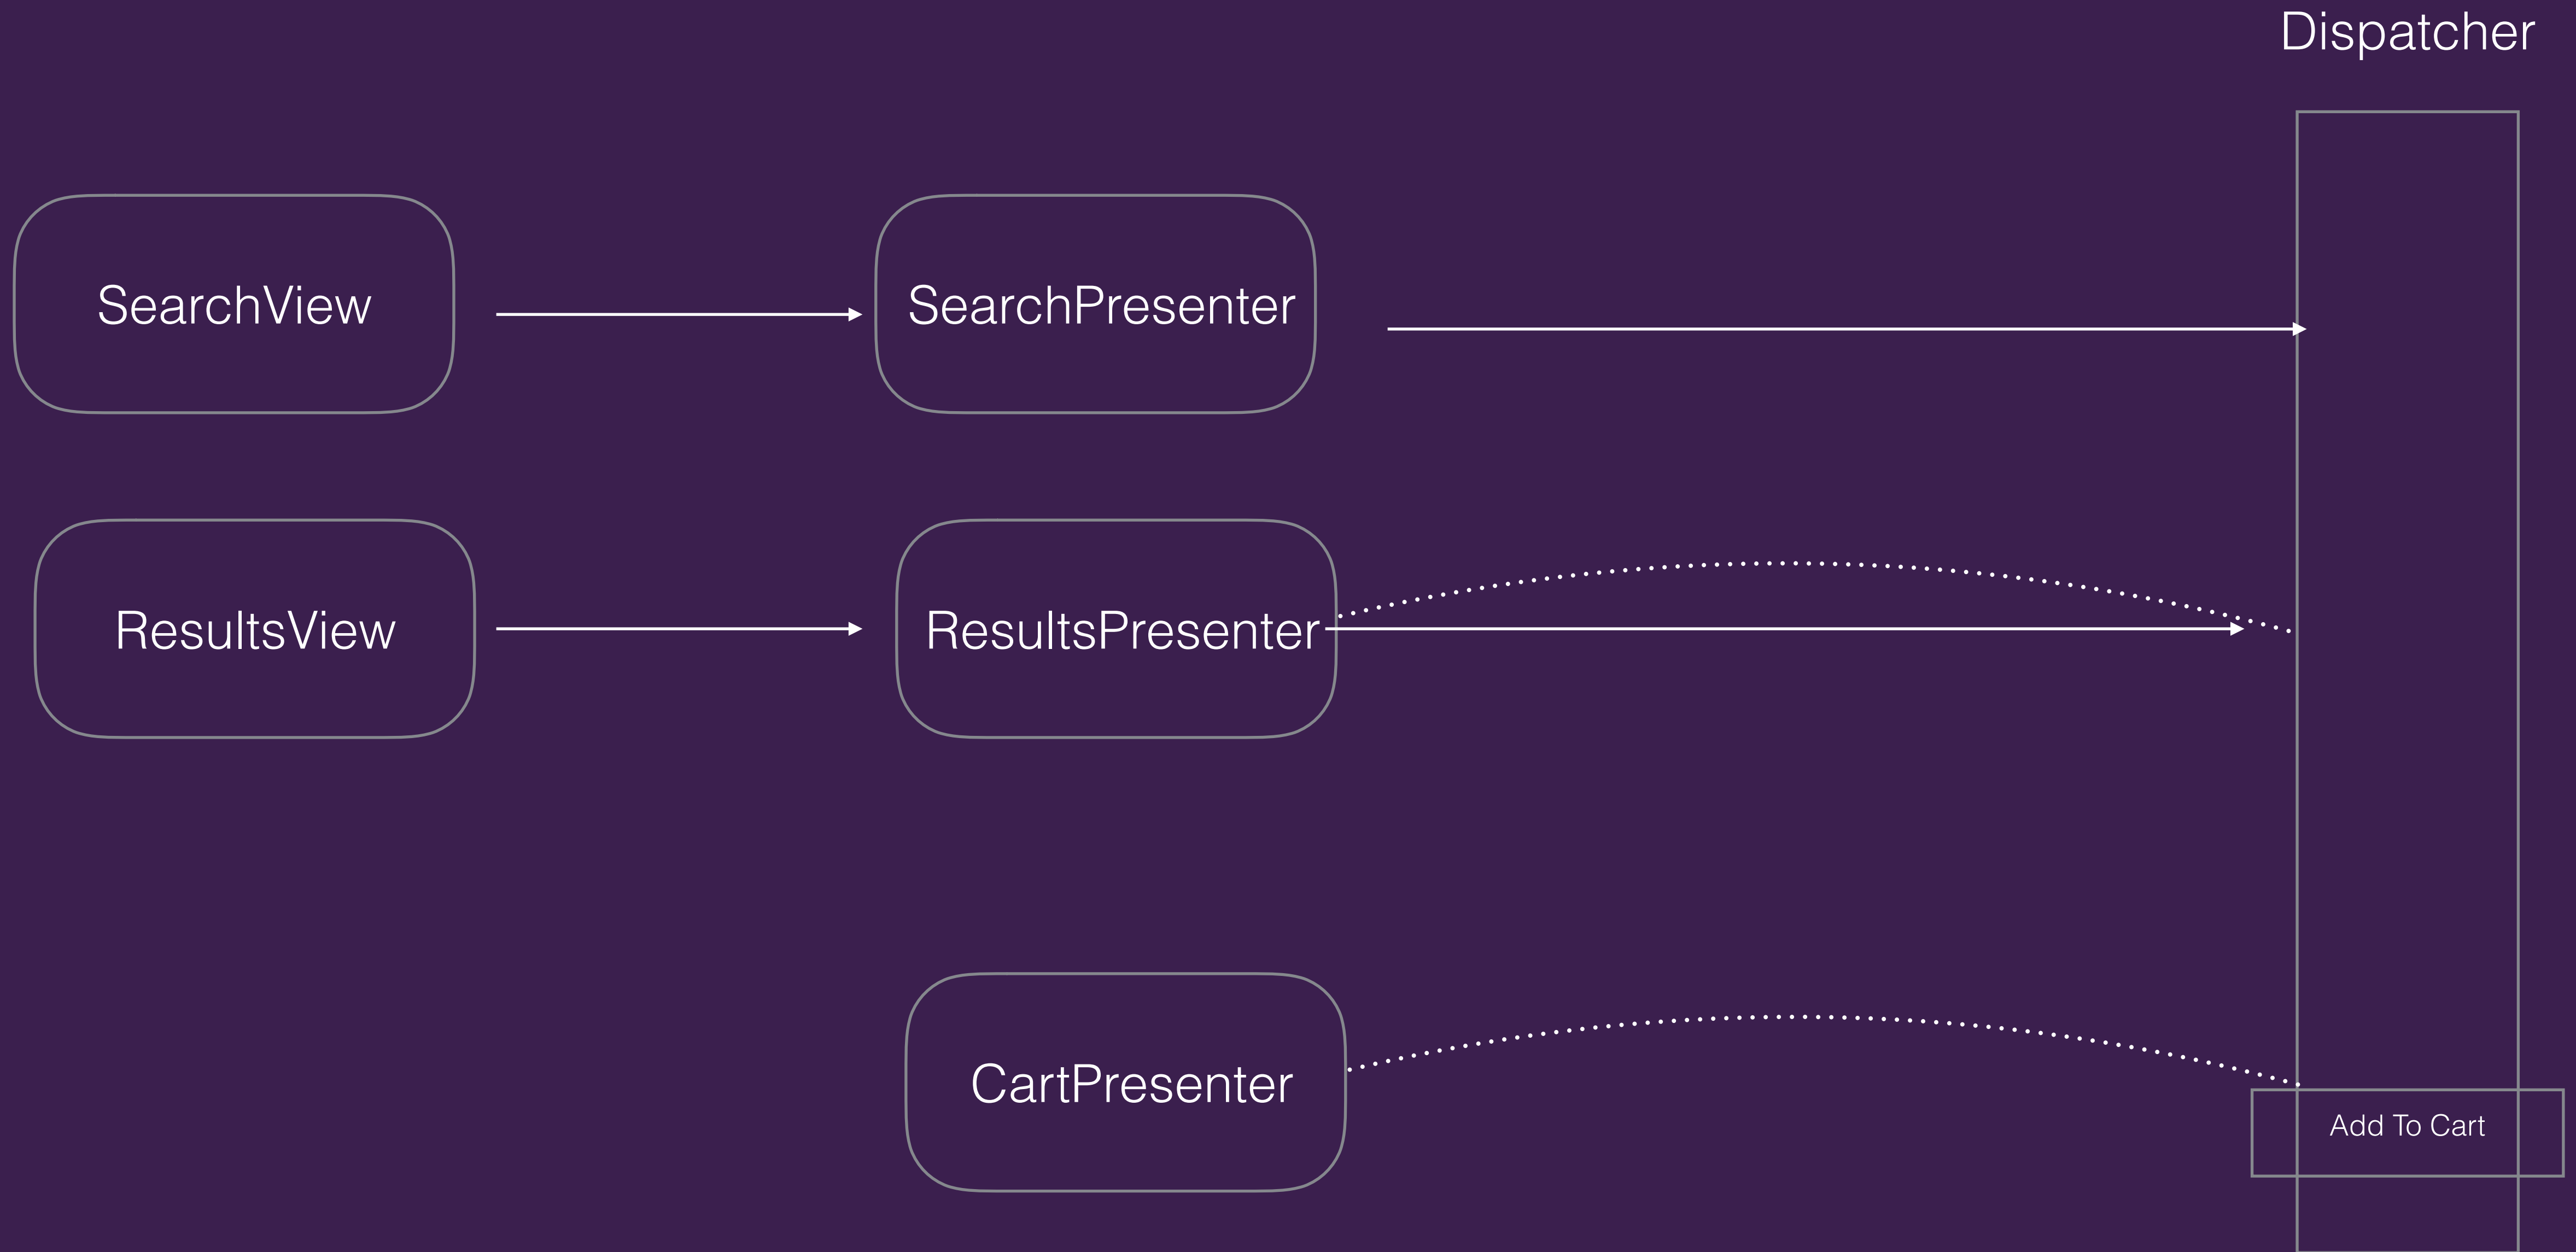 Dispatcher
SearchView
SearchPresenter
ResultsView
ResultsPresenter
CartPresenter
Add To Cart